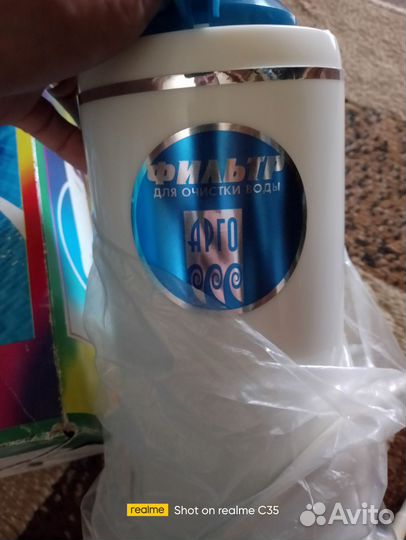 ФИЛЬТР
ДЛЯ ОЧИСТКИ ВОДЫ
АРГО
realme
Shot on realme C35
Avito